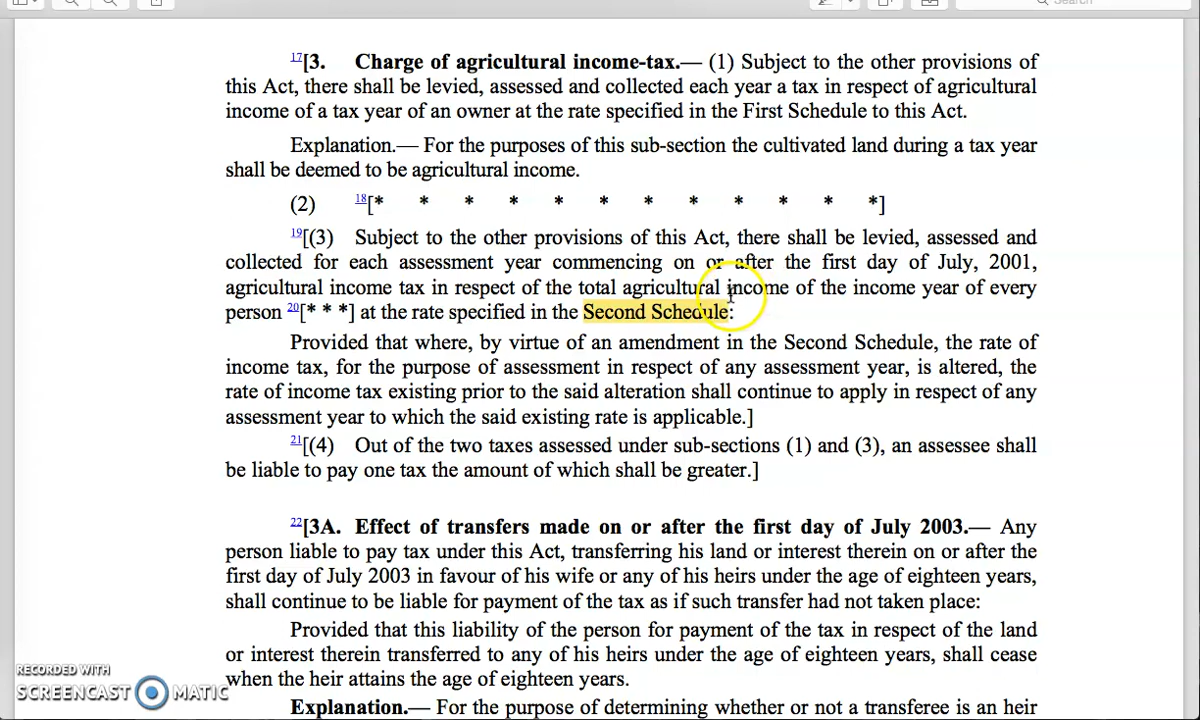 Search
17[3. Charge of agricultural income-tax.— (1) Subject to the other provisions of
this Act, there shall be levied, assessed and collected each year a tax in respect of agricultural
income of a tax year of an owner at the rate specified in the First Schedule to this Act.
Explanation.— For the purposes of this sub-section the cultivated land during a tax year
shall be deemed to be agricultural income.
(2) 18[* * * * * * * * * * * *]
19[(3) Subject to the other provisions of this Act, there shall be levied, assessed and
collected for each assessment year commencing on or after the first day of July, 2001,
agricultural income tax in respect of the total agricultural income of the income year of every
person 20[* * *] at the rate specified in the Second Schedule:
Provided that where, by virtue of an amendment in the Second Schedule, the rate of
income tax, for the purpose of assessment in respect of any assessment year, is altered, the
rate of income tax existing prior to the said alteration shall continue to apply in respect of any
assessment year to which the said existing rate is applicable.]
21[(4) Out of the two taxes assessed under sub-sections (1) and (3), an assessee shall
be liable to pay one tax the amount of which shall be greater.]
22[3A. Effect of transfers made on or after the first day of July 2003.— Any
person liable to pay tax under this Act, transferring his land or interest therein on or after the
first day of July 2003 in favour of his wife or any of his heirs under the age of eighteen years,
shall continue to be liable for payment of the tax as if such transfer had not taken place:
Provided that this liability of the person for payment of the tax in respect of the land
or interest therein transferred to any of his heirs under the age of eighteen years, shall cease
when the heir attains the age of eighteen years.
Explanation.— For the purpose of determining whether or not a transferee is an heir
RECORDED WITH
SCREENCAST MATIC